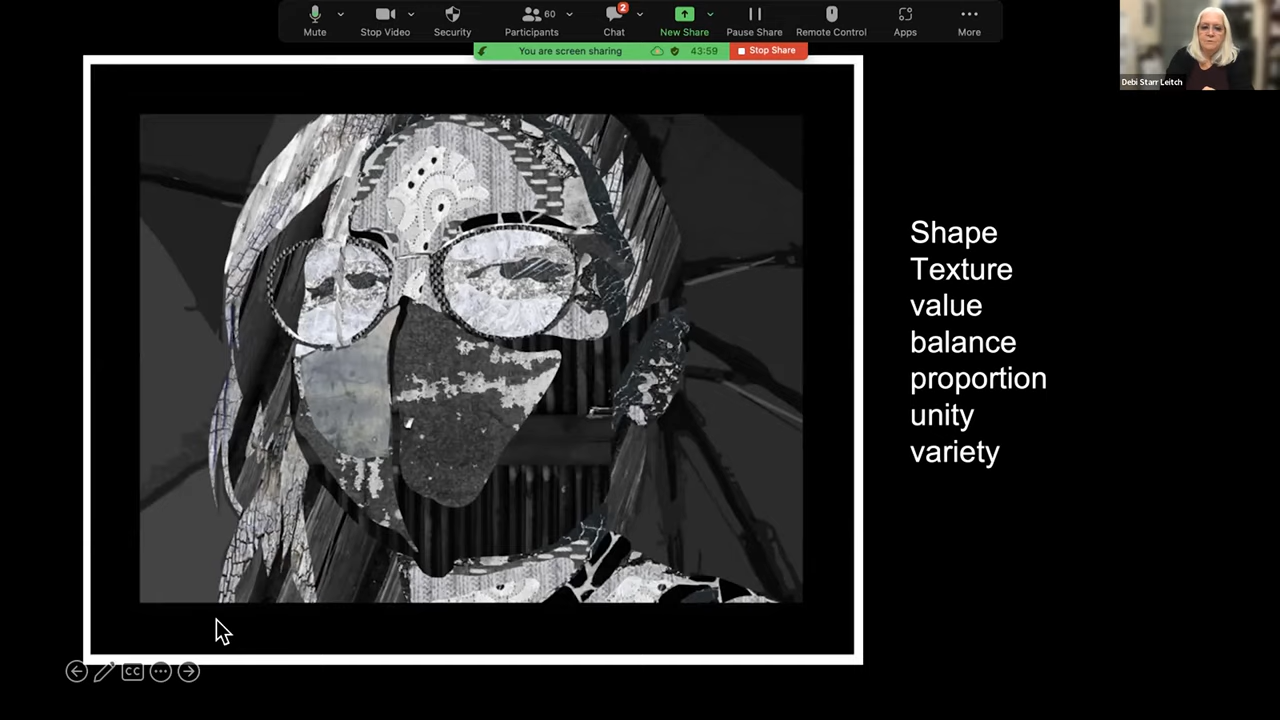 60
2
Mute
Stop Video
Security
Participants
Chat
New Share
Pause Share
Remote Control
Apps
More
You are screen sharing
43:59
Stop Share
Debi Starr Leitch
Shape
Texture
value
balance
proportion
unity
variety
CC